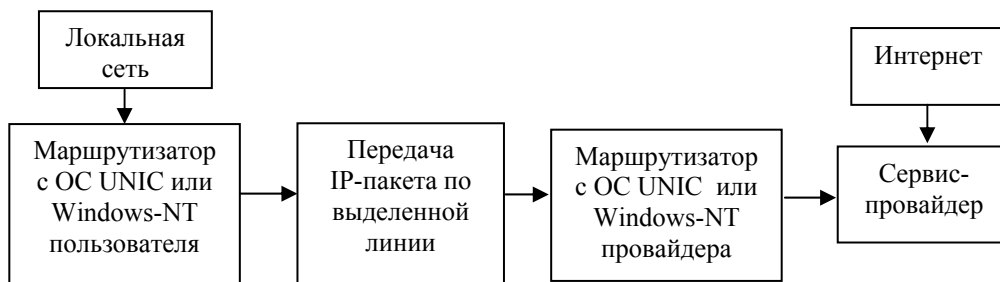 Локальная
сеть
Интернет
Маршрутизатор
с ОС UNIC или
Windows-NT
пользователя
Передача
IP-пакета по
выделенной
линии
Маршрутизатор
с ОС UNIC или
Windows-NT
провайдера
Сервис-
провайдер